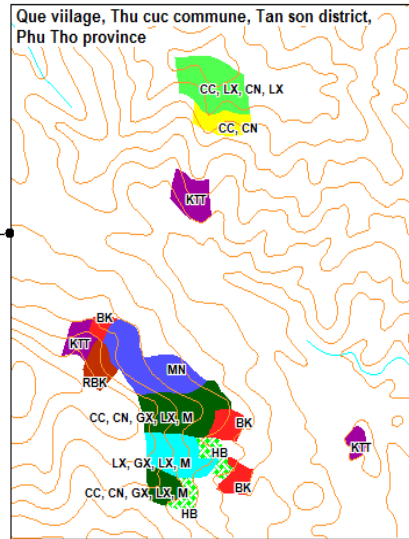 Que viilage, Thu cuc commune, Tan son district,
Phu Tho province
CC, LX, CN, LX
CC, CN
KTT
BK
KTT
RBK
MN
CC, CN, GX, LX, M
BK
HB
KTT
LX, GX, LX, M
BK
CC, CN, GX, LX, M
HB